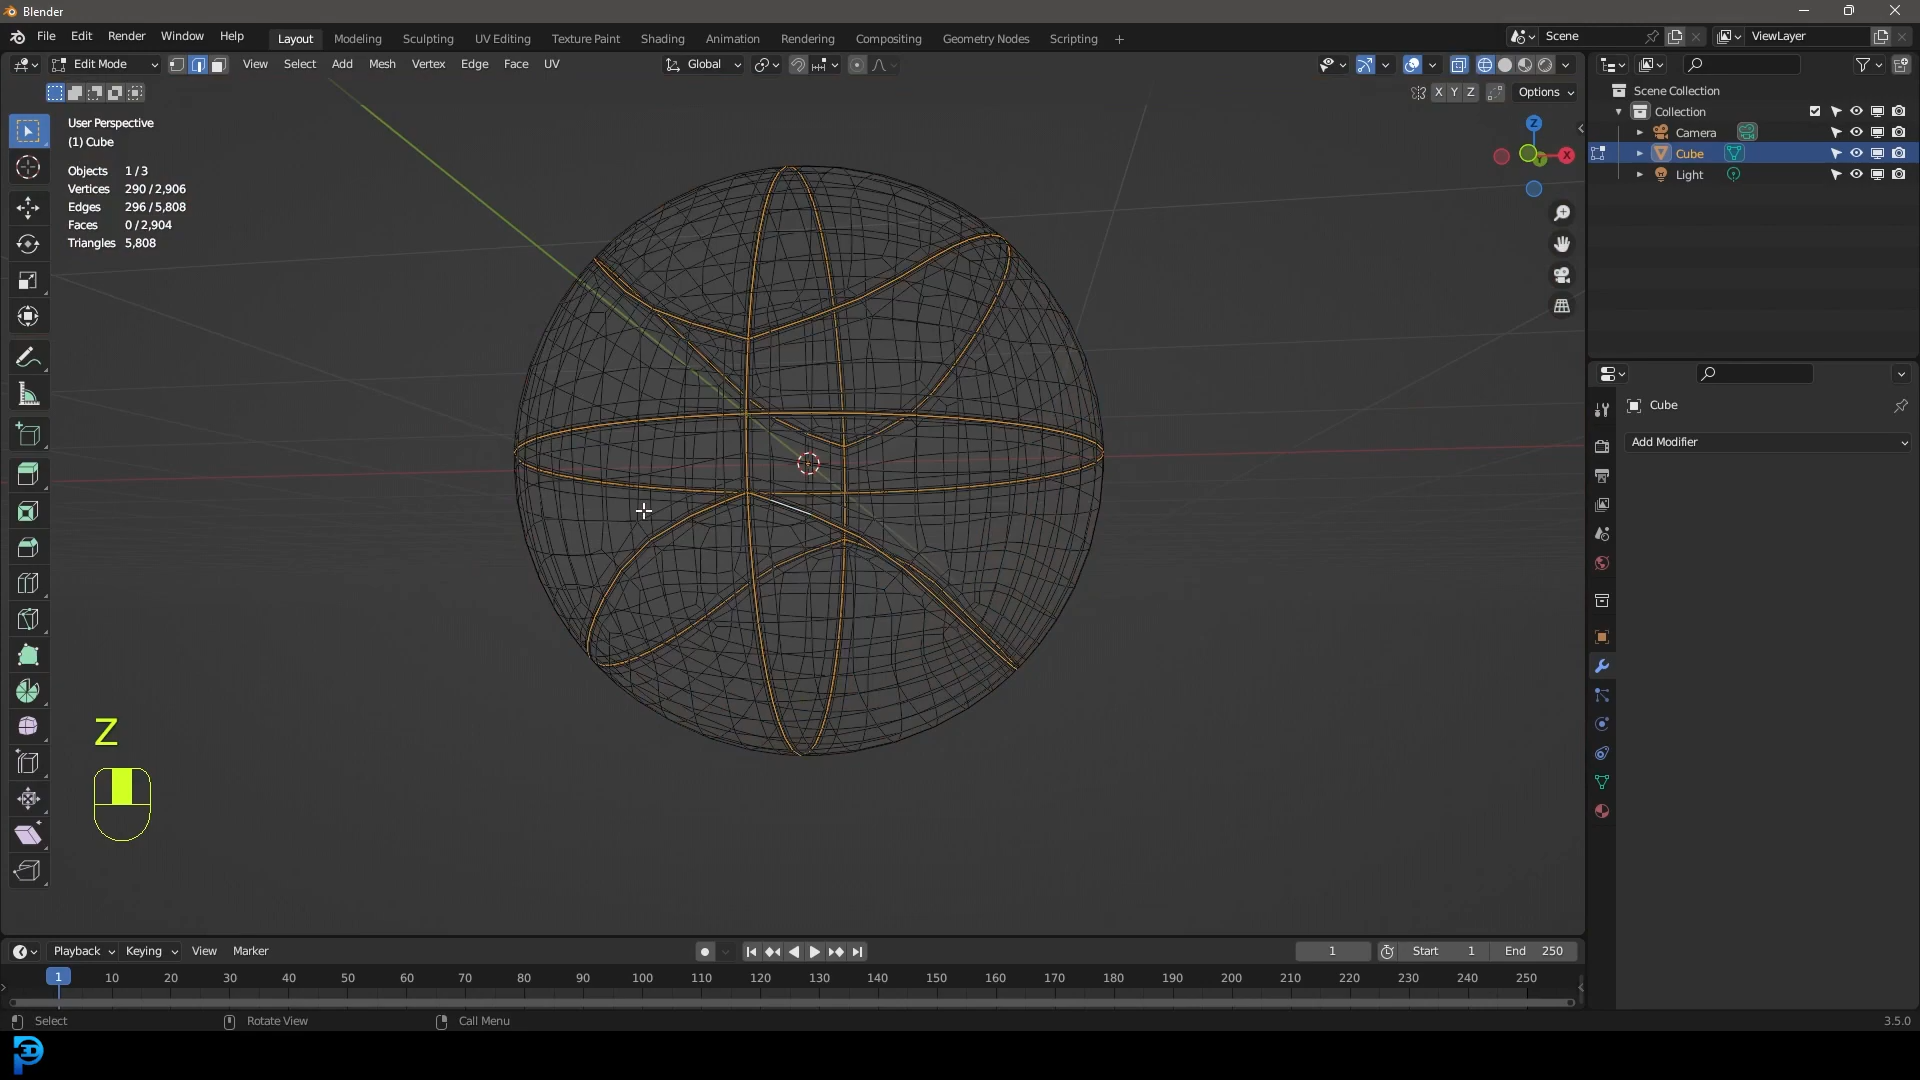 Blender
File Edit Render Window Help Layout Modeling Sculpting UV Editing Texture Paint Shading Animation Rendering Compositing Geometry Nodes Scripting + Scene ViewLayer
Edit Mode View Select Add Mesh Vertex Edge Face UV Global
X Y Z Options
User Perspective
(1) Cube
Objects 1 / 3
Vertices 290 / 2,906
Edges 296 / 5,808
Faces 0 / 2,904
Triangles 5,808
Z
X
Scene Collection
Collection
Camera
Cube
Light
Cube
Add Modifier
Z
Playback Keying View Marker 1 Start 1 End 250
1 10 20 30 40 50 60 70 80 90 100 110 120 130 140 150 160 170 180 190 200 210 220 230 240 250
Select Rotate View Call Menu 3.5.0